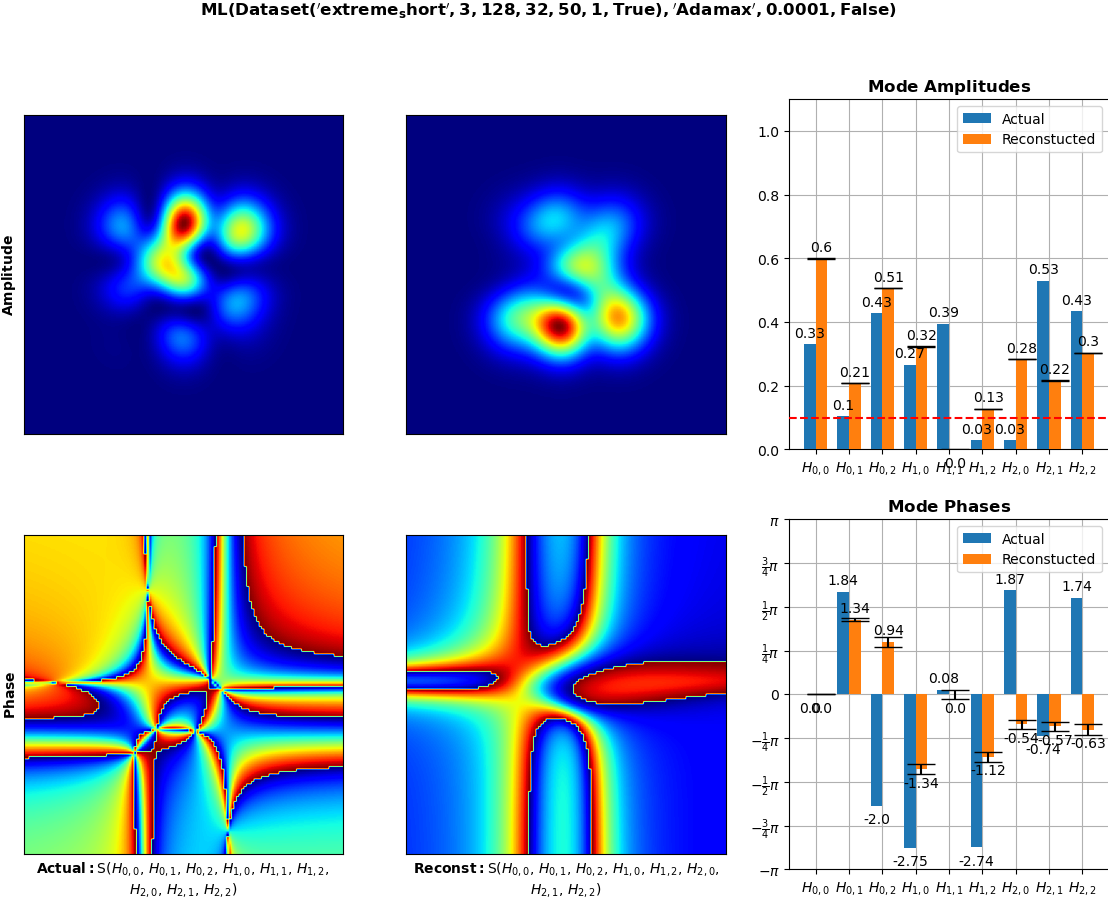 ML(Dataset('extreme_short', 3, 128, 32, 50, 1, True), 'Adamax', 0.0001, False)
Amplitude
Mode Amplitudes
Actual
Reconstucted
1.0
0.8
0.6
0.4
0.2
0.0
0.33
0.6
0.1
0.21
0.43
0.51
0.27
0.32
0.39
0.0
0.03
0.13
0.03
0.28
0.53
0.22
0.43
0.3
H0,0 H0,1 H0,2 H1,0 H1,1 H1,2 H2,0 H2,1 H2,2
Phase
Actual: S(H0,0, H0,1, H0,2, H1,0, H1,1, H1,2,
H2,0, H2,1, H2,2)
Reconst: S(H0,0, H0,1, H0,2, H1,0, H1,2, H2,0,
H2,1, H2,2)
Mode Phases
Actual
Reconstucted
π
3/4π
1/2π
1/4π
0
−1/4π
−1/2π
−3/4π
−π
0.0
0.0
1.84
1.34
-2.0
0.94
-2.75
-1.34
0.08
0.0
-2.74
-1.12
1.87
-0.54
-0.74
-0.57
1.74
-0.63
H0,0 H0,1 H0,2 H1,0 H1,1 H1,2 H2,0 H2,1 H2,2